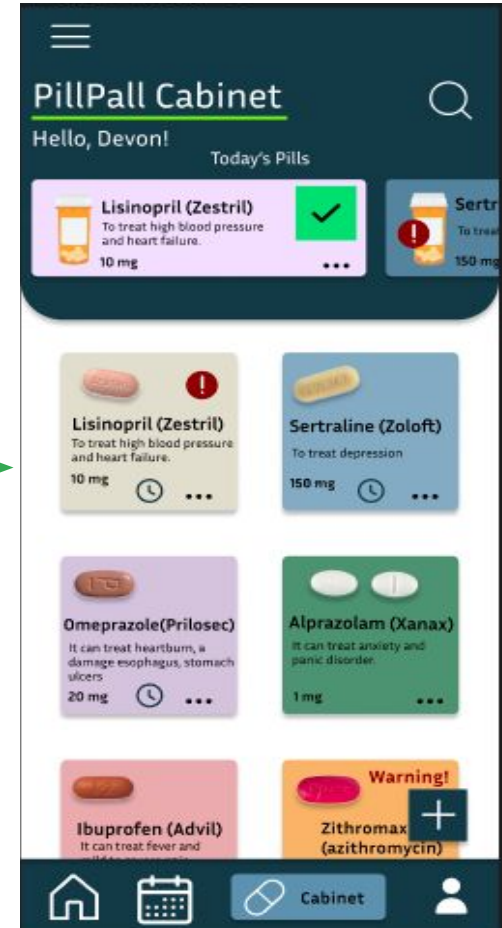 PillPall Cabinet
Hello, Devon!
Today's Pills
Lisinopril (Zestril)
To treat high blood pressure
and heart failure.
10 mg
Sertr
To treat
150 mg
Lisinopril (Zestril)
To treat high blood pressure
and heart failure.
10 mg
Sertraline (Zoloft)
To treat depression
150 mg
Omeprazole(Prilosec)
It can treat heartburn, a
damage esophagus, stomach
ulcers
20 mg
Alprazolam (Xanax)
It can treat anxiety and
panic disorder.
1 mg
Ibuprofen (Advil)
It can treat fever and
Warning!
Zithromax
(azithromycin)
Cabinet